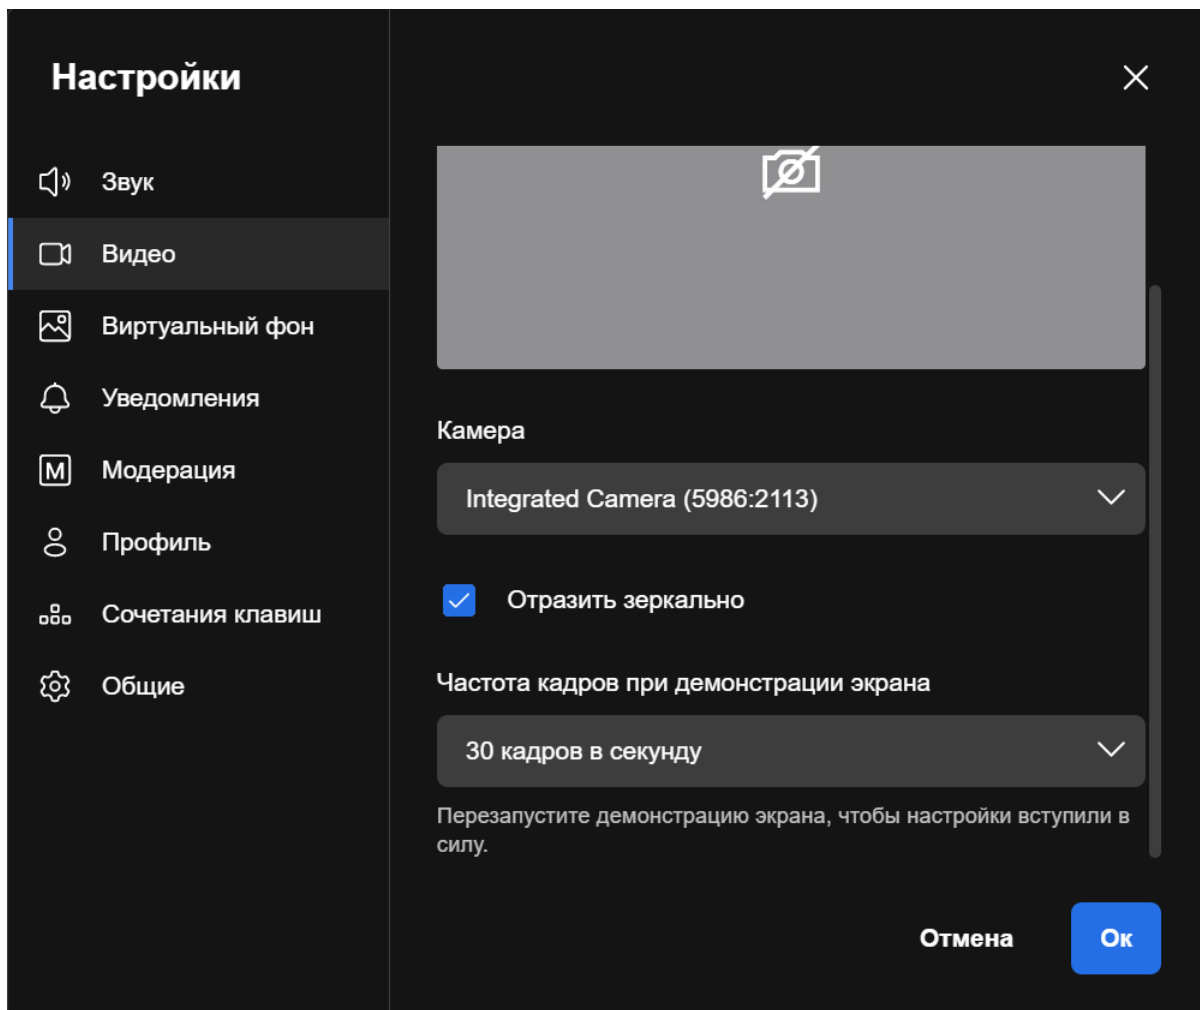 Настройки
Звук
Видео
Виртуальный фон
Уведомления
M
Модерация
Профиль
Сочетания клавиш
Общие
Камера
Integrated Camera (5986:2113)
Отразить зеркально
Частота кадров при демонстрации экрана
30 кадров в секунду
Перезапустите демонстрацию экрана, чтобы настройки вступили в
силу.
Отмена
Ок